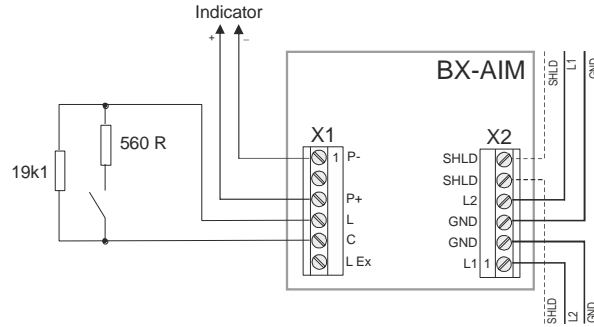 Indicator
+ −
BX-AIM
SHLD
L1
GND
X1
X2
560 R
19k1
1 P-
P+
L
C
L Ex
SHLD
SHLD
L2
GND
GND
L1 1
SHLD
L2
GND